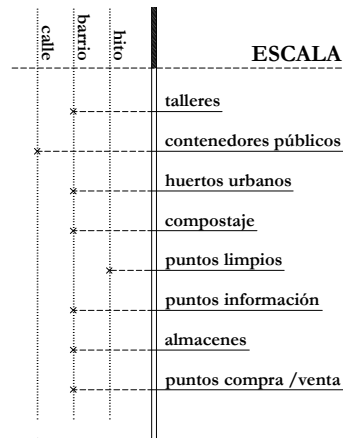 calle
barrio
hito
ESCALA
talleres
contenedores públicos
huertos urbanos
compostaje
puntos limpios
puntos información
almacenes
puntos compra /venta